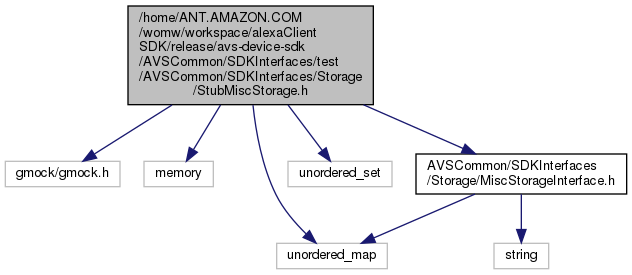 /home/ANT.AMAZON.COM
/womw/workspace/alexaClient
SDK/release/avs-device-sdk
/AVSCommon/SDKInterfaces/test
/AVSCommon/SDKInterfaces/Storage
/StubMiscStorage.h
gmock/gmock.h
memory
unordered_set
AVSCommon/SDKInterfaces
/Storage/MiscStorageInterface.h
unordered_map
string